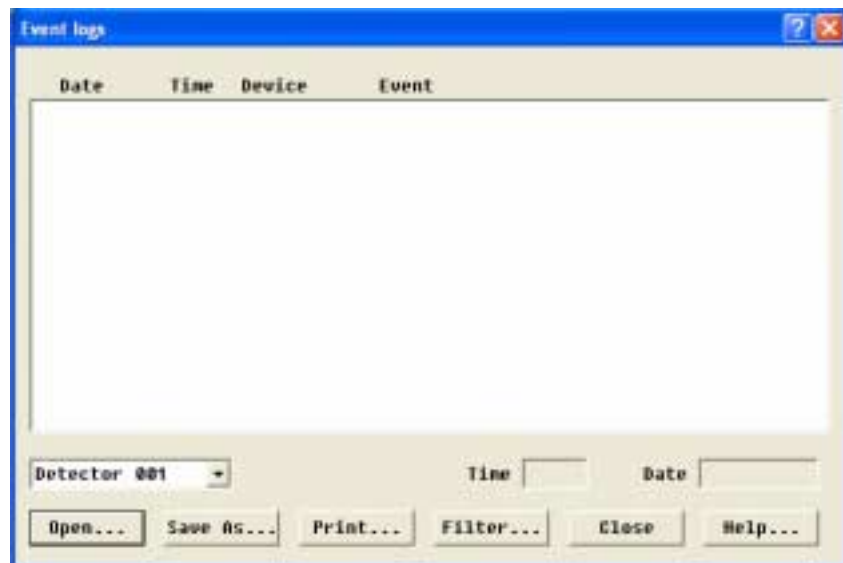 Event logs
Date Time Device Event
Detector 001 Time Date
Open... Save As... Print... Filter... Close Help...